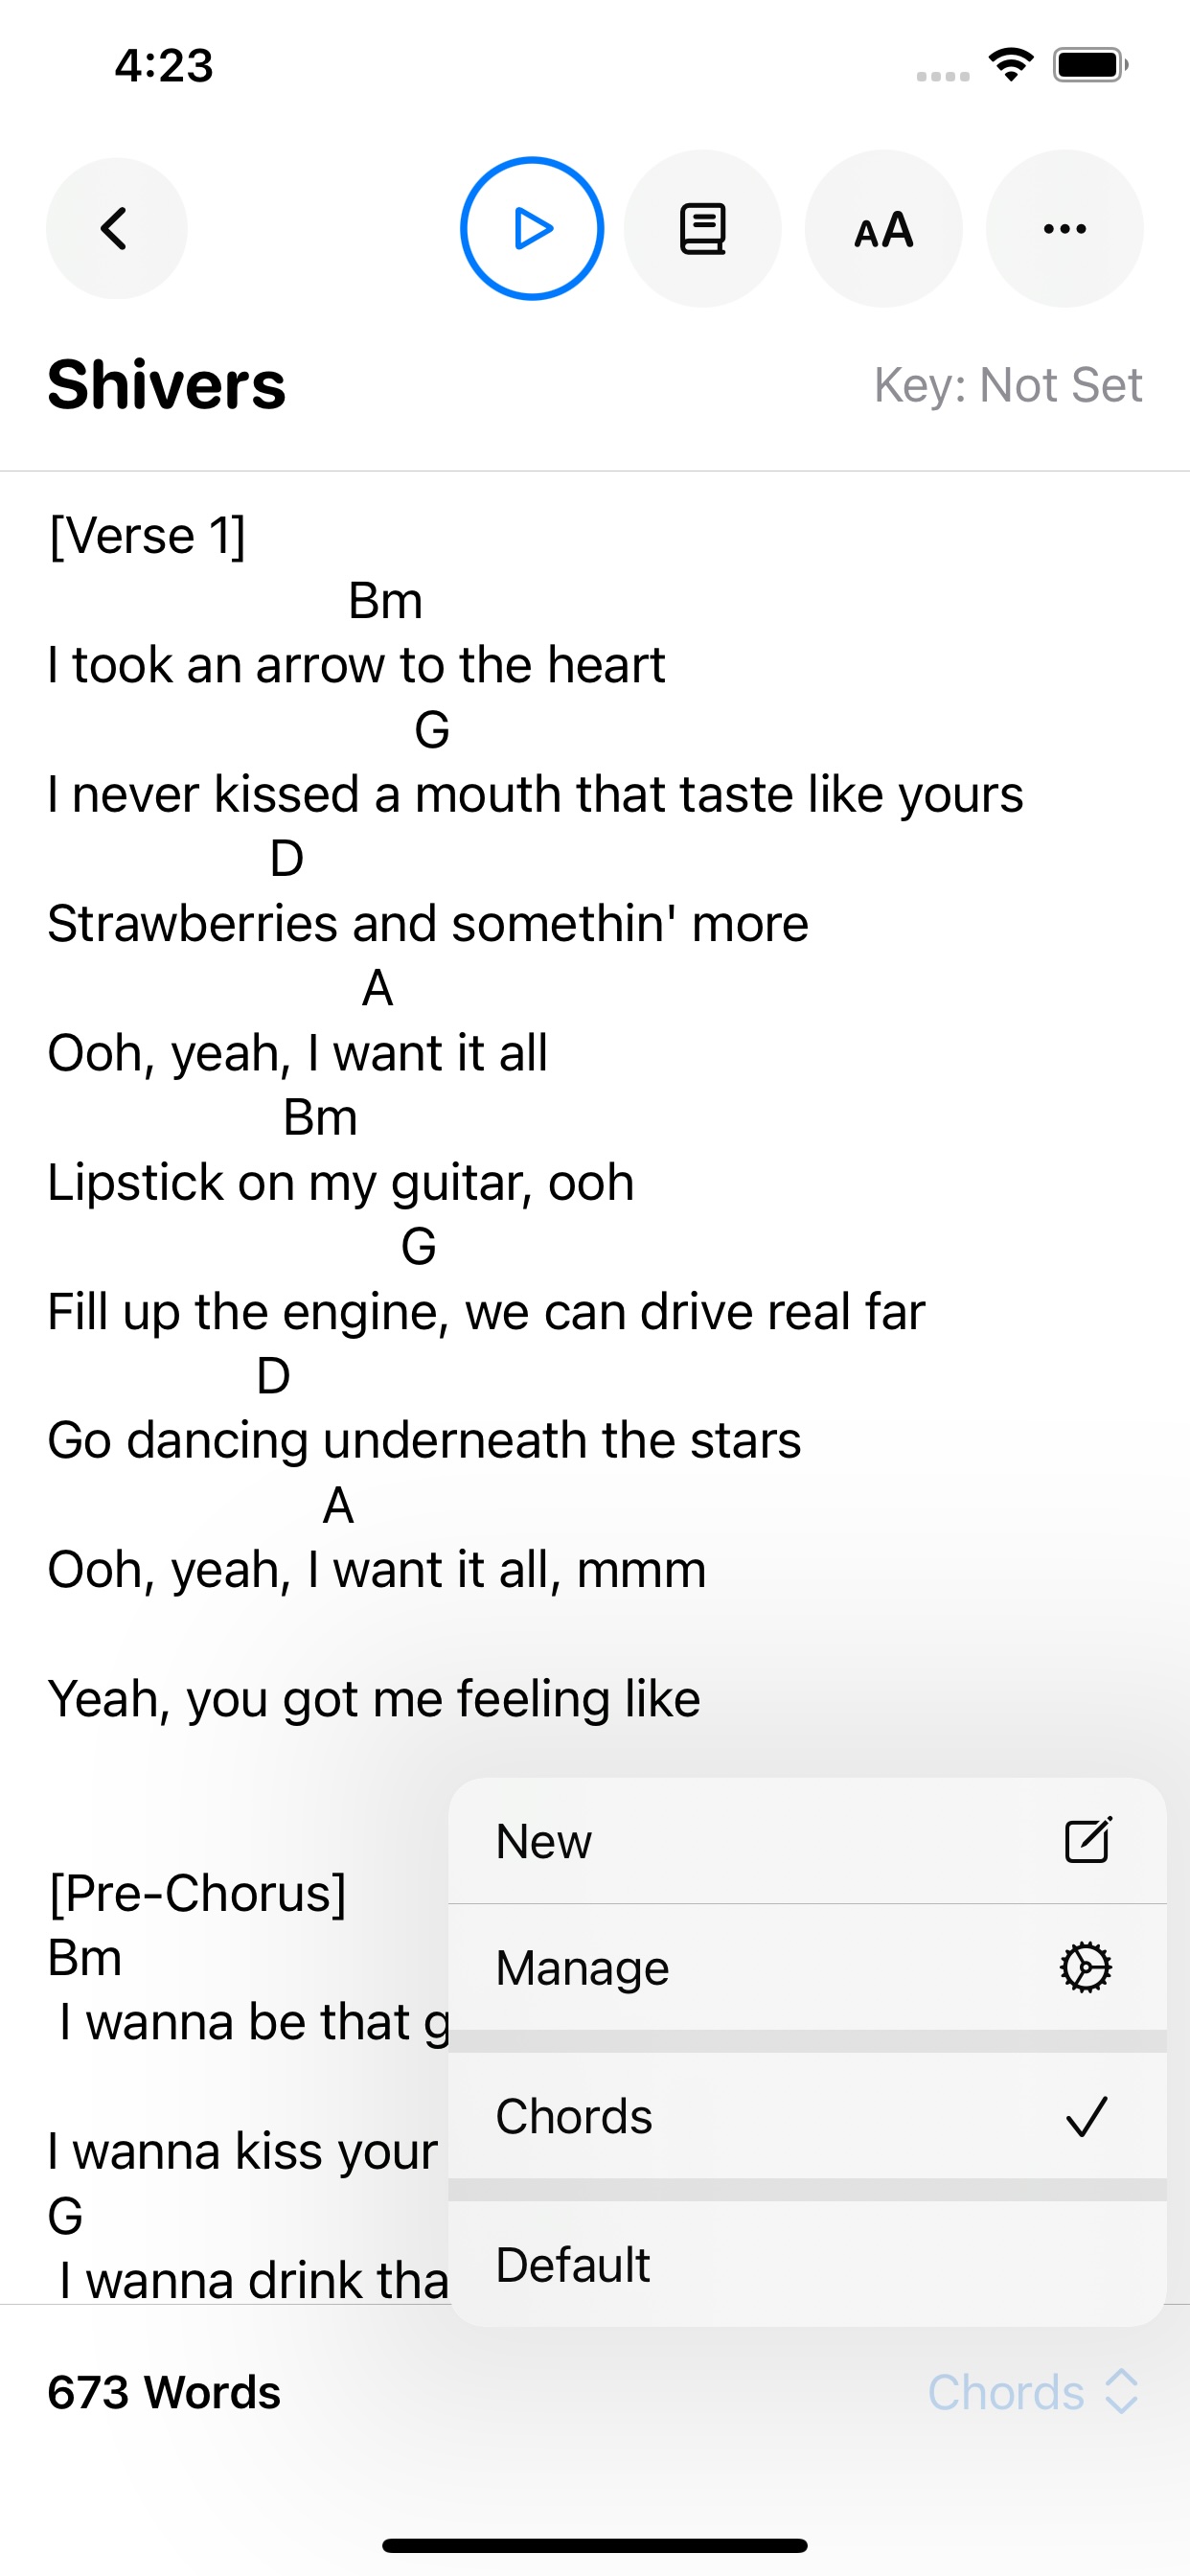 4:23
AA
Shivers
Key: Not Set
[Verse 1]
Bm
I took an arrow to the heart
G
I never kissed a mouth that taste like yours
D
Strawberries and somethin' more
A
Ooh, yeah, I want it all
Bm
Lipstick on my guitar, ooh
G
Fill up the engine, we can drive real far
D
Go dancing underneath the stars
A
Ooh, yeah, I want it all, mmm
Yeah, you got me feeling like
[Pre-Chorus]
Bm
I wanna be that g
I wanna kiss your
G
I wanna drink tha
New
Manage
Chords
Default
673 Words
Chords